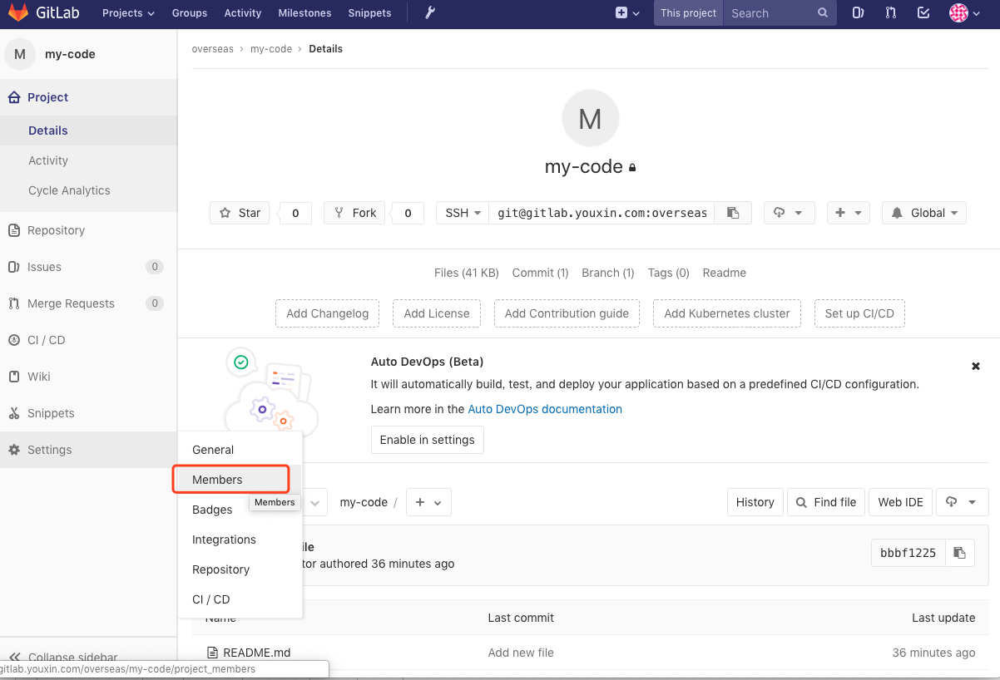 GitLab Projects Groups Activity Milestones Snippets This project Search
M my-code
overseas › my-code › Details
Project
Details
Activity
Cycle Analytics
Repository
Issues 0
Merge Requests 0
CI / CD
Wiki
Snippets
Settings
Collapse sidebar
M
my-code
Star 0 Fork 0 SSH git@gitlab.youxin.com:overseas Global
Files (41 KB) Commit (1) Branch (1) Tags (0) Readme
Add Changelog Add License Add Contribution guide Add Kubernetes cluster Set up CI/CD
Auto DevOps (Beta)
It will automatically build, test, and deploy your application based on a predefined CI/CD configuration.
Learn more in the Auto DevOps documentation
Enable in settings
General
Members
Members
Badges
Integrations
Repository
CI / CD
my-code / + History Find file Web IDE
ile
tor authored 36 minutes ago
bbbf1225
Name Last commit Last update
README.md Add new file 36 minutes ago
gitlab.youxin.com/overseas/my-code/project_members